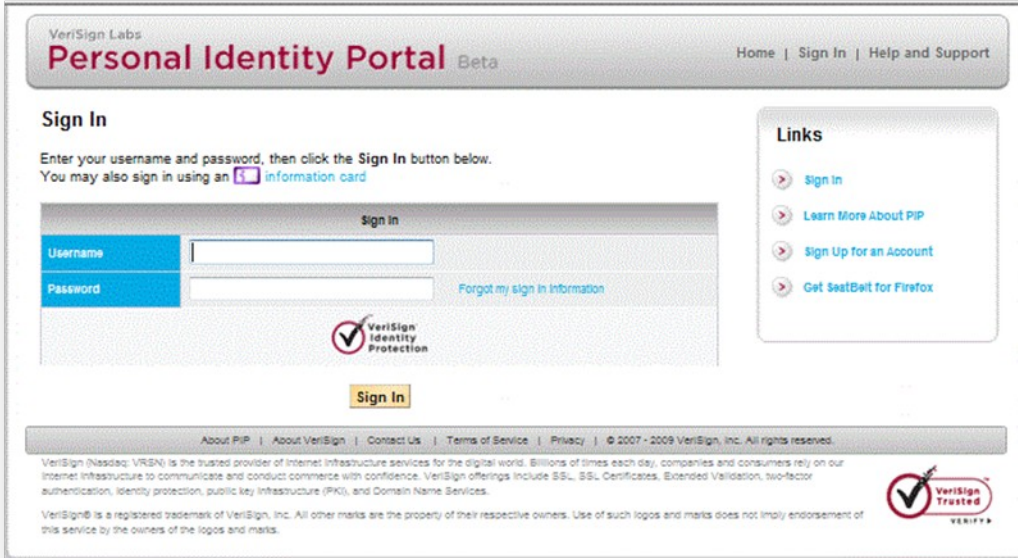 VeriSign Labs
Personal Identity Portal Beta
Home | Sign In | Help and Support
Sign In
Enter your username and password, then click the Sign In button below.
You may also sign in using an information card
Sign In
Username
Password
Forgot my sign in information
VeriSign
Identity
Protection
Sign In
Links
Sign In
Learn More About PIP
Sign Up for an Account
Get SeatBelt for Firefox
About PIP | About VeriSign | Contact Us | Terms of Service | Privacy | © 2007 - 2009 VeriSign, Inc. All rights reserved.
VeriSign (Nasdaq: VRSN) is the trusted provider of Internet infrastructure services for the digital world. Billions of times each day, companies and consumers rely on our
Internet infrastructure to communicate and conduct commerce with confidence. VeriSign offerings include SSL, SSL Certificates, Extended Validation, two-factor
authentication, identity protection, public key infrastructure (PKI), and Domain Name Services.
VeriSign® is a registered trademark of VeriSign, Inc. All other marks are the property of their respective owners. Use of such logos and marks does not imply endorsement of
this service by the owners of the logos and marks.
VeriSign
Trusted
VERIFY